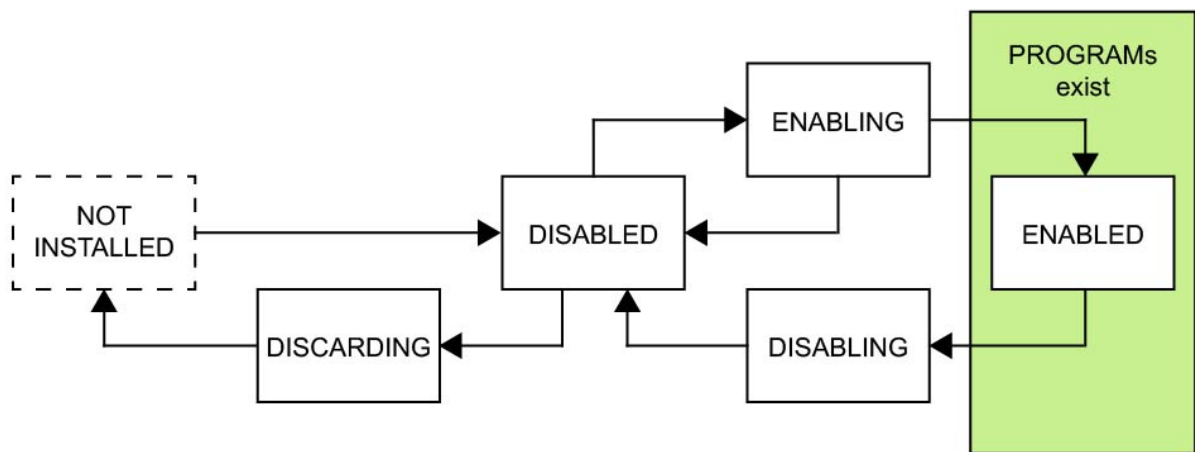 PROGRAMs
exist
ENABLING
NOT
INSTALLED
DISABLED
ENABLED
DISCARDING
DISABLING